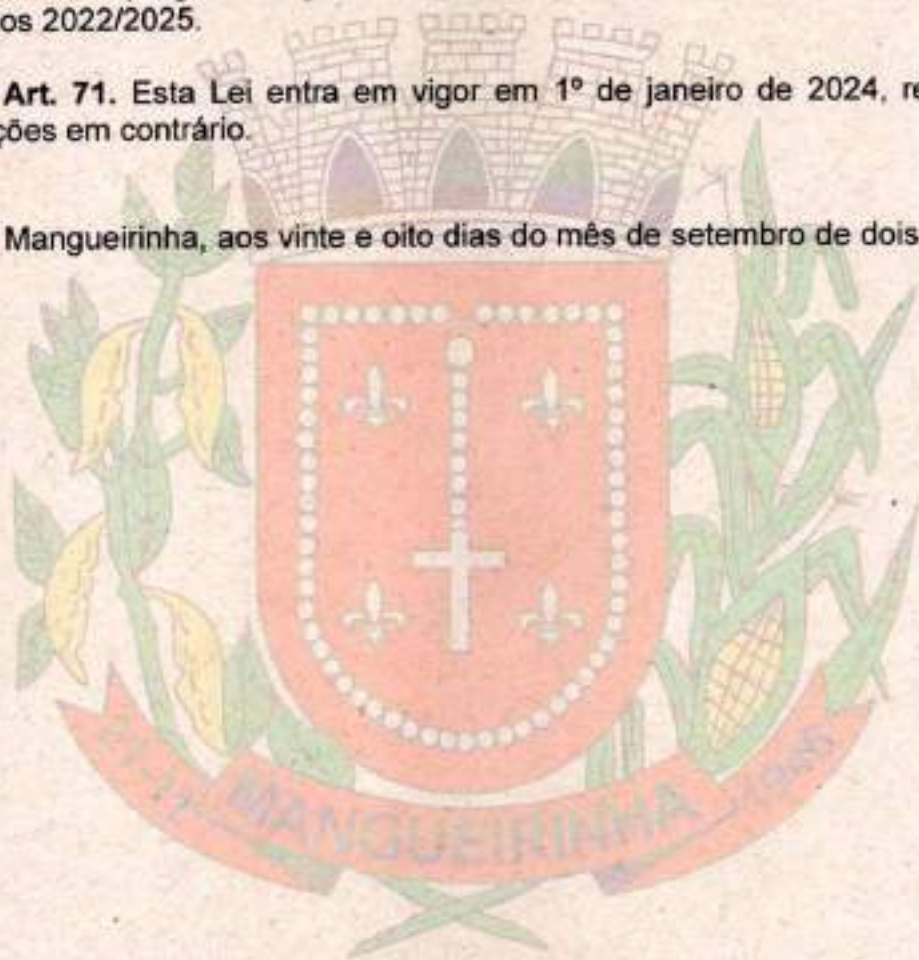 os 2022/2025.
Art. 71. Esta Lei entra em vigor em 1º de janeiro de 2024, re
ções em contrário.
Mangueirinha, aos vinte e oito dias do mês de setembro de dois
MANGUEIRINHA
1946